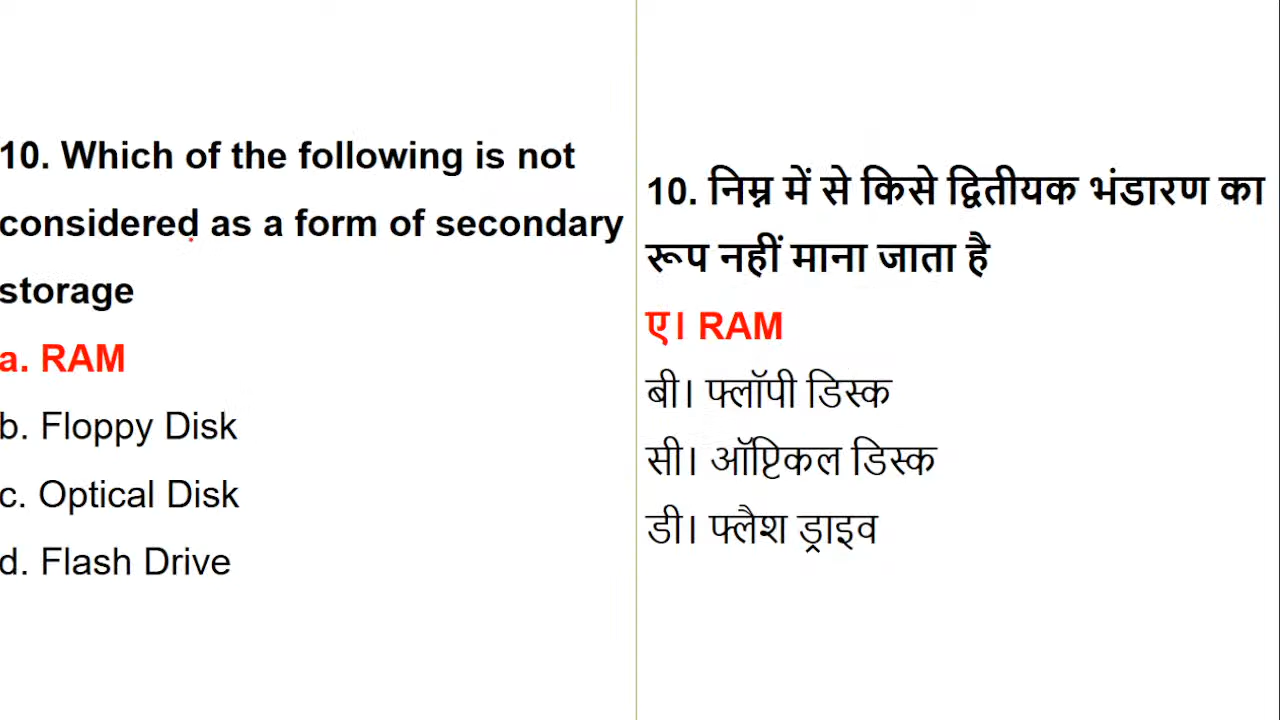 10. Which of the following is not
considered as a form of secondary
storage
a. RAM
b. Floppy Disk
c. Optical Disk
d. Flash Drive
10. निम्न में से किसे द्वितीयक भंडारण का
रूप नहीं माना जाता है
ए। RAM
बी। फ्लॉपी डिस्क
सी। ऑप्टिकल डिस्क
डी। फ्लैश ड्राइव